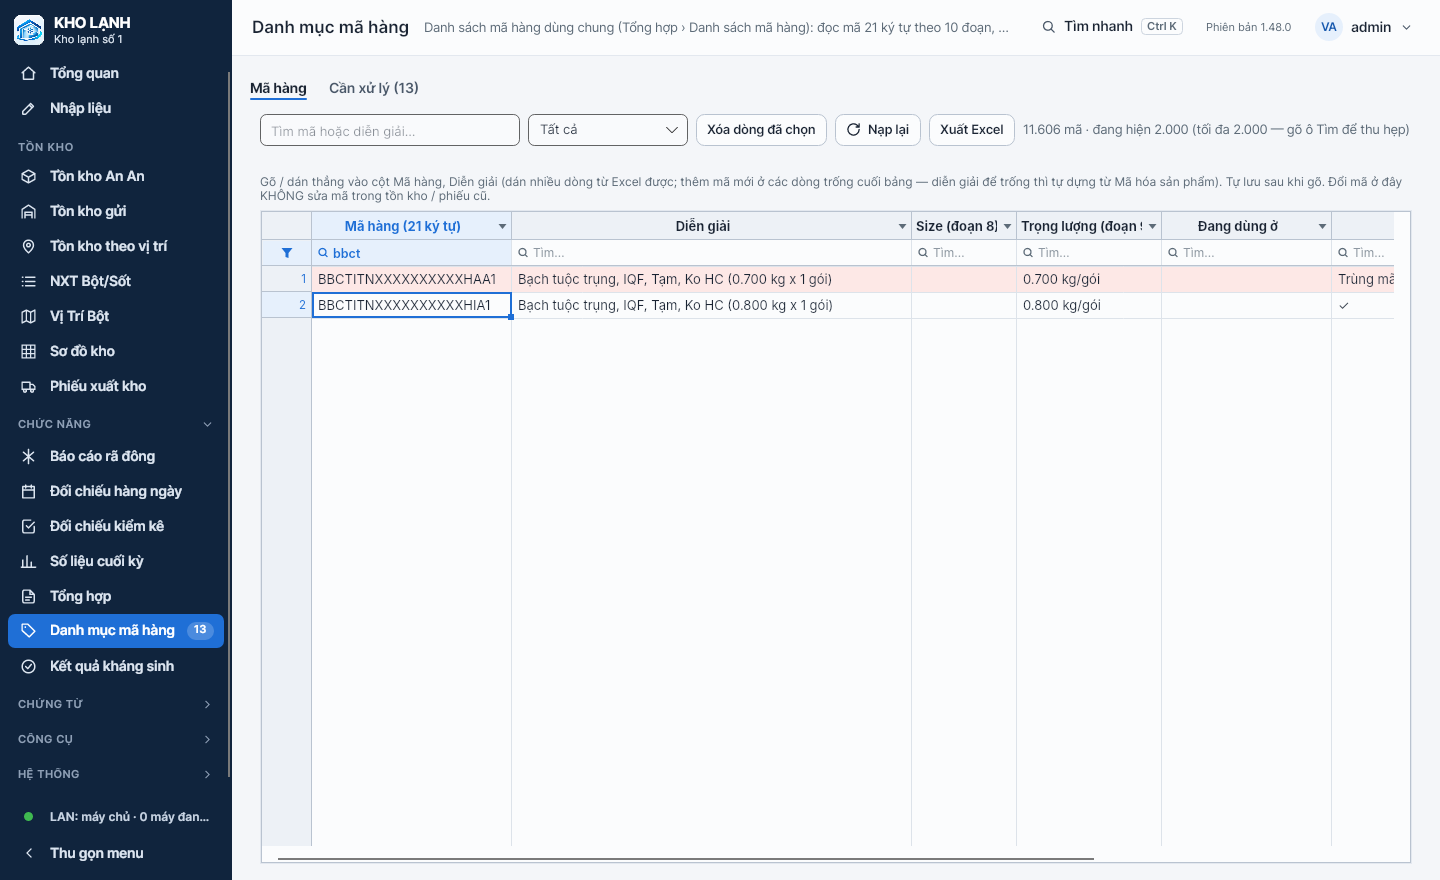 KHO LẠNH
Kho lạnh số 1
Tổng quan
Nhập liệu
TỒN KHO
Tồn kho An An
Tồn kho gửi
Tồn kho theo vị trí
NXT Bột/Sốt
Vị Trí Bột
Sơ đồ kho
Phiếu xuất kho
CHỨC NĂNG
Báo cáo rã đông
Đối chiếu hàng ngày
Đối chiếu kiểm kê
Số liệu cuối kỳ
Tổng hợp
Danh mục mã hàng 13
Kết quả kháng sinh
CHỨNG TỪ
CÔNG CỤ
HỆ THỐNG
LAN: máy chủ · 0 máy đan...
Thu gọn menu
Danh mục mã hàng Danh sách mã hàng dùng chung (Tổng hợp › Danh sách mã hàng): đọc mã 21 ký tự theo 10 đoạn, ... Tìm nhanh Ctrl K Phiên bản 1.48.0 VA admin
Mã hàng Cần xử lý (13)
Tìm mã hoặc diễn giải... Tất cả Xóa dòng đã chọn Nạp lại Xuất Excel 11.606 mã · đang hiện 2.000 (tối đa 2.000 — gõ ô Tìm để thu hẹp)
Gõ / dán thẳng vào cột Mã hàng, Diễn giải (dán nhiều dòng từ Excel được; thêm mã mới ở các dòng trống cuối bảng — diễn giải để trống thì tự dựng từ Mã hóa sản phẩm). Tự lưu sau khi gõ. Đổi mã ở đây
KHÔNG sửa mã trong tồn kho / phiếu cũ.
Mã hàng (21 ký tự) Diễn giải Size (đoạn 8) Trọng lượng (đoạn 9 Đang dùng ở
bbct Tìm... Tìm... Tìm... Tìm... Tìm...
1 BBCTITNXXXXXXXXXXHAA1 Bạch tuộc trụng, IQF, Tạm, Ko HC (0.700 kg x 1 gói) 0.700 kg/gói Trùng mã
2 BBCTITNXXXXXXXXXXHIA1 Bạch tuộc trụng, IQF, Tạm, Ko HC (0.800 kg x 1 gói) 0.800 kg/gói ✓